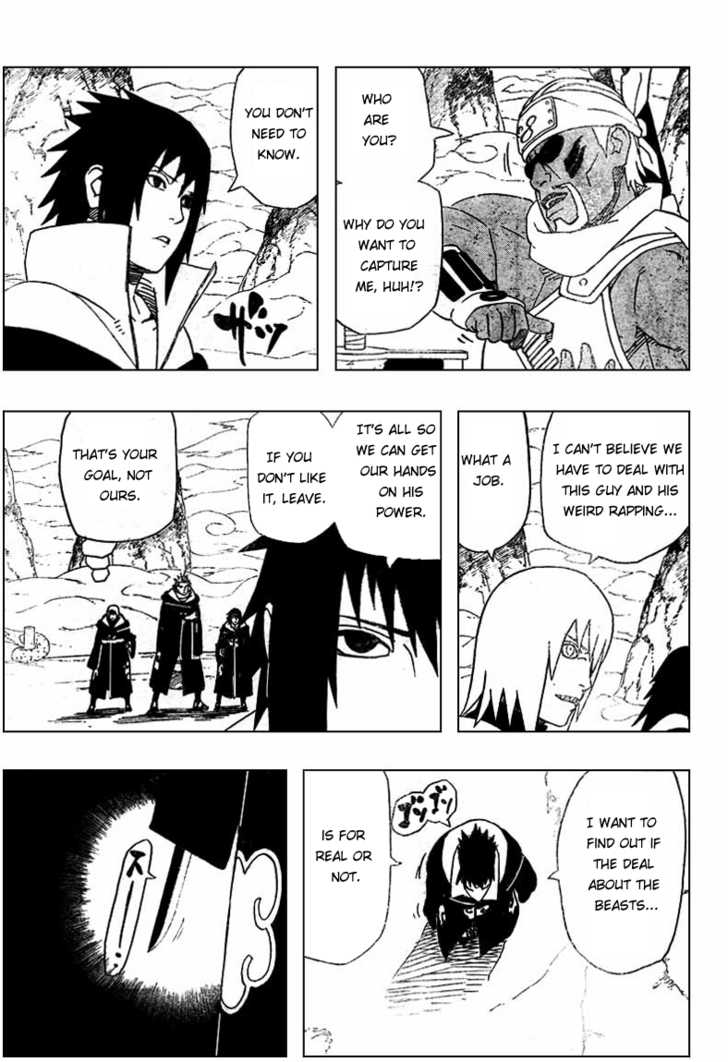 WHO
ARE
YOU?
WHY DO YOU
WANT TO
CAPTURE
ME, HUH!?
YOU DON'T
NEED TO
KNOW.
ザッ
I CAN'T BELIEVE WE
HAVE TO DEAL WITH
THIS GUY AND HIS
WEIRD RAPPING...
WHAT A
JOB.
IT'S ALL SO
WE CAN GET
OUR HANDS
ON HIS
POWER.
IF YOU
DON'T LIKE
IT, LEAVE.
THAT'S YOUR
GOAL, NOT
OURS.
I WANT TO
FIND OUT IF
THE DEAL
ABOUT THE
BEASTS...
IS FOR
REAL OR
NOT.